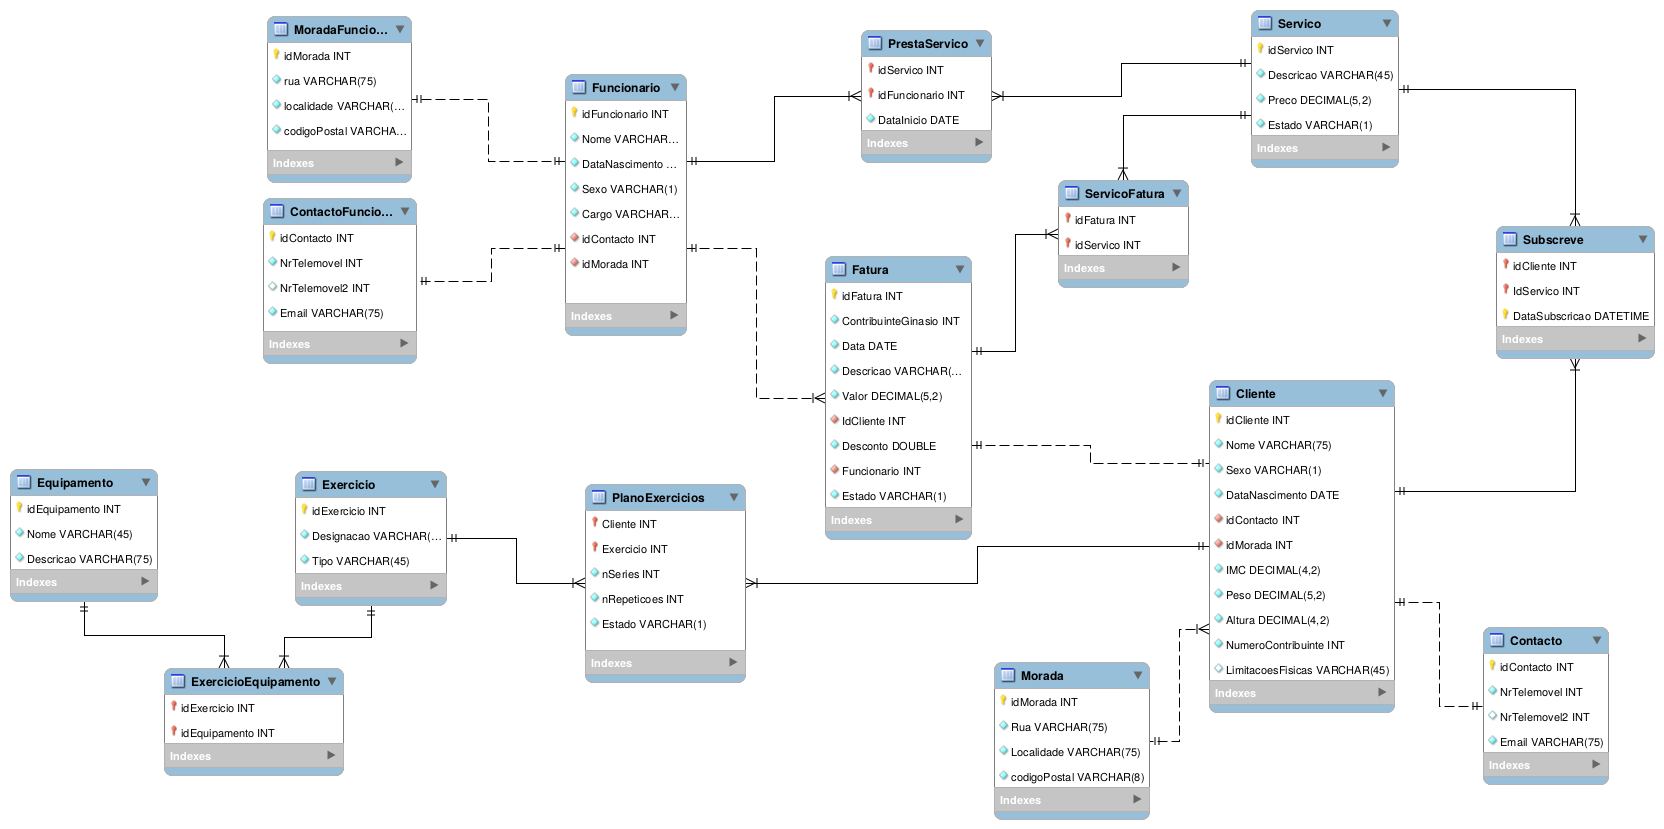 MoradaFuncio...
idMorada INT
rua VARCHAR(75)
localidade VARCHAR(...
codigoPostal VARCHA...
Indexes
ContactoFuncio...
idContacto INT
NrTelemovel INT
NrTelemovel2 INT
Email VARCHAR(75)
Indexes
Funcionario
idFuncionario INT
Nome VARCHAR...
DataNascimento ...
Sexo VARCHAR(1)
Cargo VARCHAR...
idContacto INT
idMorada INT
Indexes
PrestaServico
idServico INT
idFuncionario INT
DataInicio DATE
Indexes
Servico
idServico INT
Descricao VARCHAR(45)
Preco DECIMAL(5,2)
Estado VARCHAR(1)
Indexes
ServicoFatura
idFatura INT
idServico INT
Indexes
Subscreve
idCliente INT
IdServico INT
DataSubscricao DATETIME
Indexes
Fatura
idFatura INT
ContribuinteGinasio INT
Data DATE
Descricao VARCHAR(...
Valor DECIMAL(5,2)
IdCliente INT
Desconto DOUBLE
Funcionario INT
Estado VARCHAR(1)
Indexes
Cliente
idCliente INT
Nome VARCHAR(75)
Sexo VARCHAR(1)
DataNascimento DATE
idContacto INT
idMorada INT
IMC DECIMAL(4,2)
Peso DECIMAL(5,2)
Altura DECIMAL(4,2)
NumeroContribuinte INT
LimitacoesFisicas VARCHAR(45)
Indexes
Equipamento
idEquipamento INT
Nome VARCHAR(45)
Descricao VARCHAR(75)
Indexes
Exercicio
idExercicio INT
Designacao VARCHAR(...
Tipo VARCHAR(45)
Indexes
PlanoExercicios
Cliente INT
Exercicio INT
nSeries INT
nRepeticoes INT
Estado VARCHAR(1)
Indexes
ExercicioEquipamento
idExercicio INT
idEquipamento INT
Indexes
Morada
idMorada INT
Rua VARCHAR(75)
Localidade VARCHAR(75)
codigoPostal VARCHAR(8)
Indexes
Contacto
idContacto INT
NrTelemovel INT
NrTelemovel2 INT
Email VARCHAR(75)
Indexes